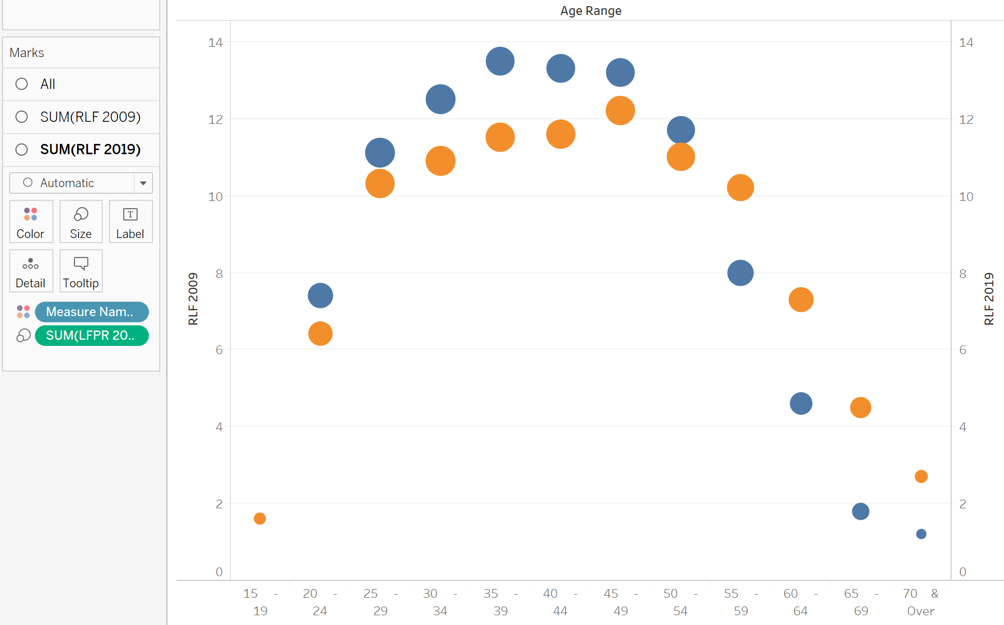 Marks
All
SUM(RLF 2009)
SUM(RLF 2019)
Automatic
Color Size Label
Detail Tooltip
Measure Nam..
SUM(LFPR 20..
Age Range
RLF 2009
14
12
10
8
6
4
2
0
15 - 20 - 25 - 30 - 35 - 40 - 45 - 50 - 55 - 60 - 65 - 70 &
19 24 29 34 39 44 49 54 59 64 69 Over
14
12
10
8
6
4
2
0
RLF 2019